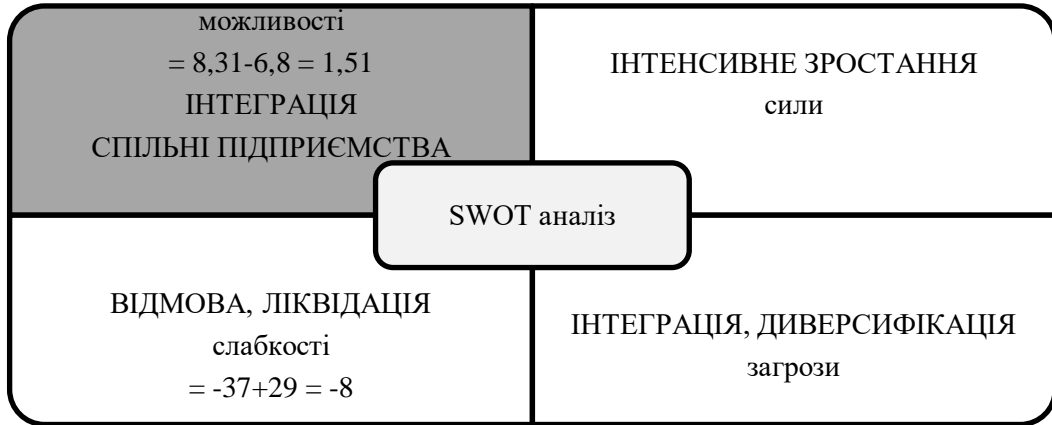 можливості
= 8,31-6,8 = 1,51
ІНТЕГРАЦІЯ
СПІЛЬНІ ПІДПРИЄМСТВА
ІНТЕНСИВНЕ ЗРОСТАННЯ
сили
SWOT аналіз
ВІДМОВА, ЛІКВІДАЦІЯ
слабкості
= -37+29 = -8
ІНТЕГРАЦІЯ, ДИВЕРСИФІКАЦІЯ
загрози